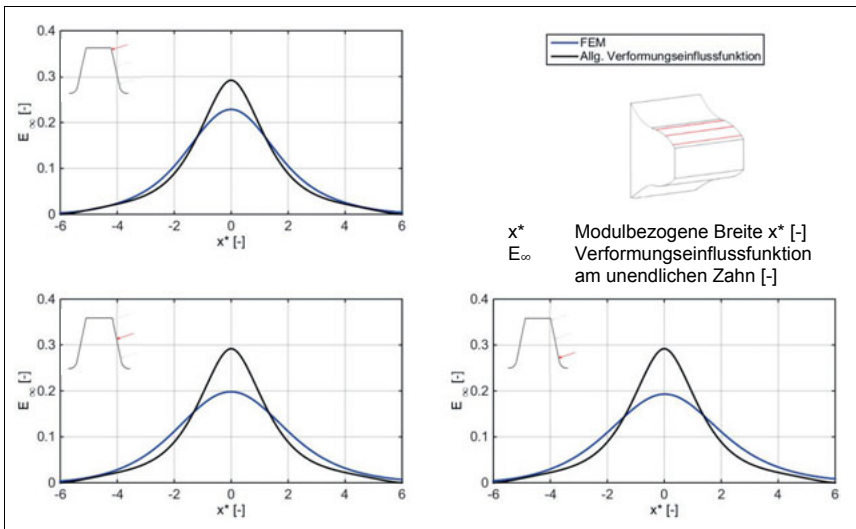 0.4
0.3
0.2
0.1
0
E∞ [-]
-6 -4 -2 0 2 4 6
x* [-]
FEM
Allg. Verformungseinflussfunktion
x* Modulbezogene Breite x* [-]
E∞ Verformungseinflussfunktion
am unendlichen Zahn [-]
0.4
0.3
0.2
0.1
0
E∞ [-]
-6 -4 -2 0 2 4 6
x* [-]
0.4
0.3
0.2
0.1
0
E∞ [-]
-6 -4 -2 0 2 4 6
x* [-]